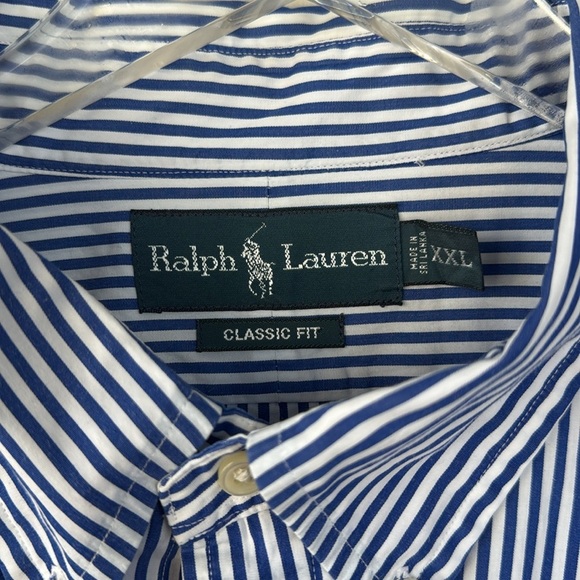 Ralph Lauren
MADE IN
SRI LANKA
XXL
CLASSIC FIT